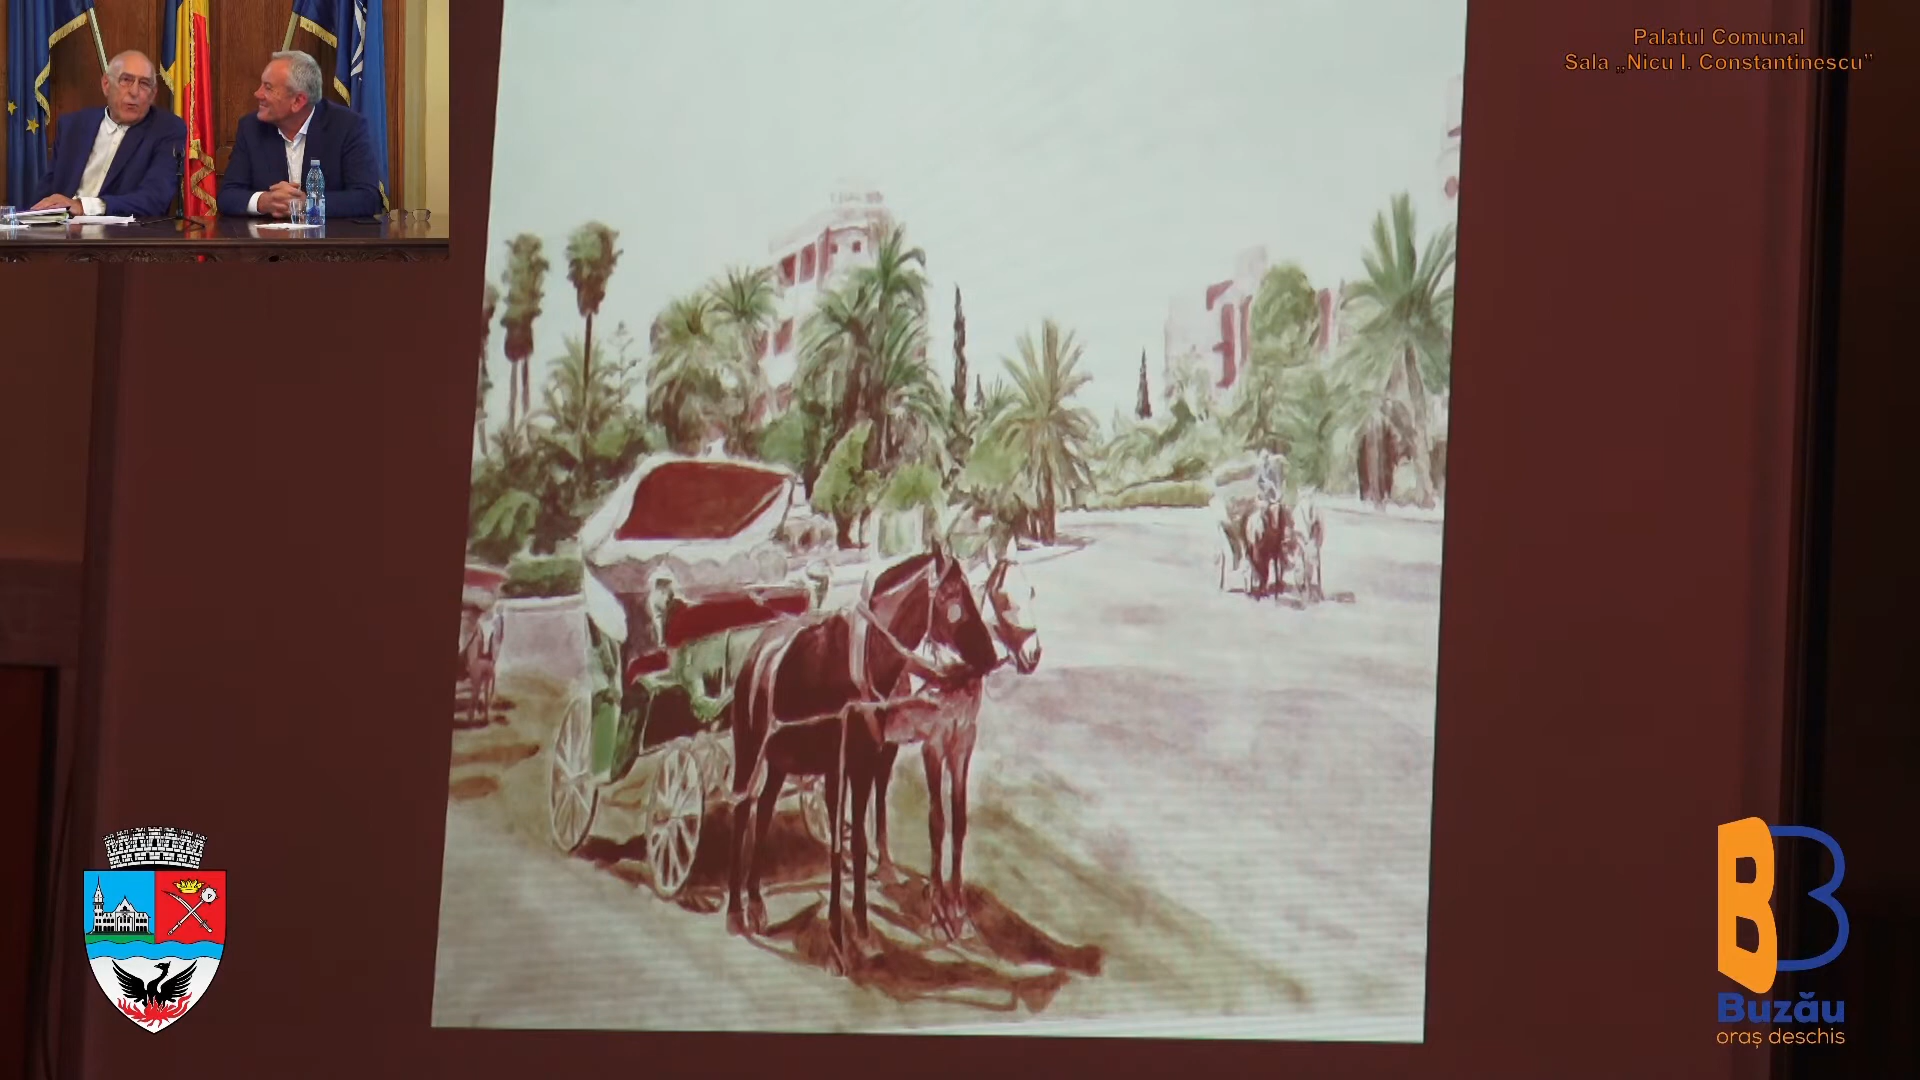 Palatul Comunal
Sala „Nicu I. Constantinescu”
Buzău
oraș deschis